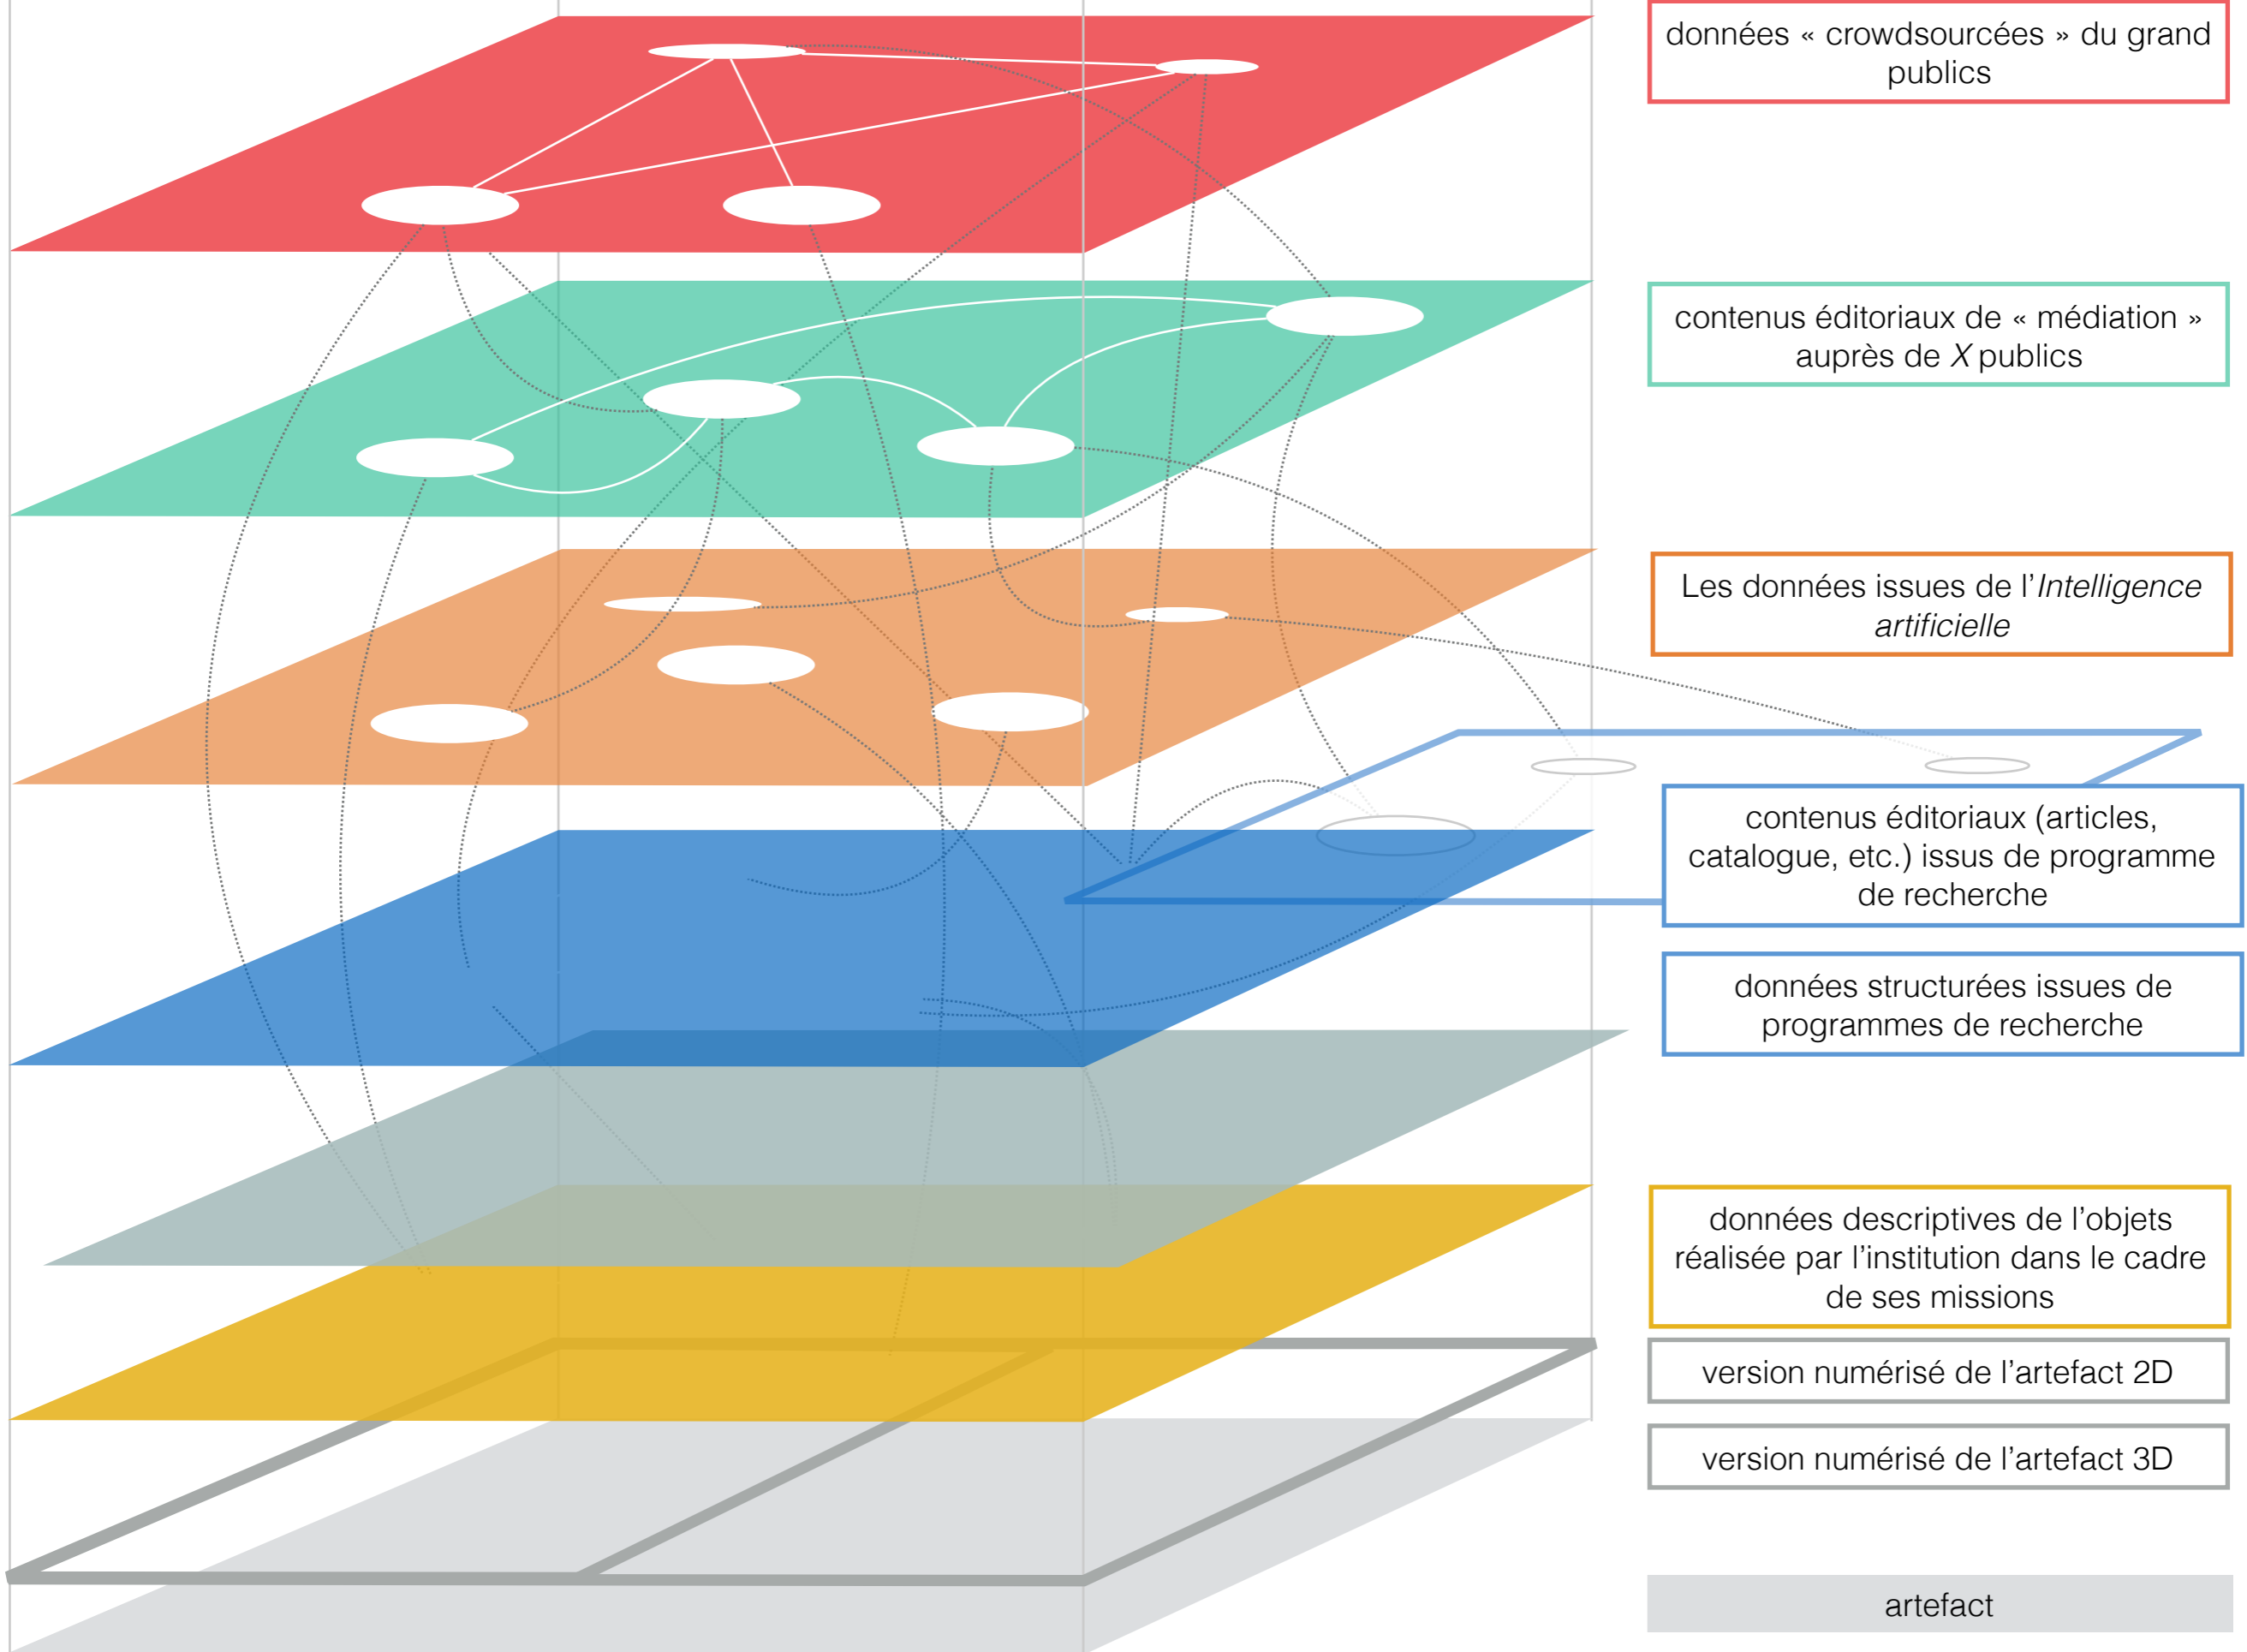 données « crowdsourcées » du grand
publics
contenus éditoriaux de « médiation »
auprès de X publics
Les données issues de l’Intelligence
artificielle
contenus éditoriaux (articles,
catalogue, etc.) issus de programme
de recherche
données structurées issues de
programmes de recherche
données descriptives de l’objets
réalisée par l’institution dans le cadre
de ses missions
version numérisé de l’artefact 2D
version numérisé de l’artefact 3D
artefact